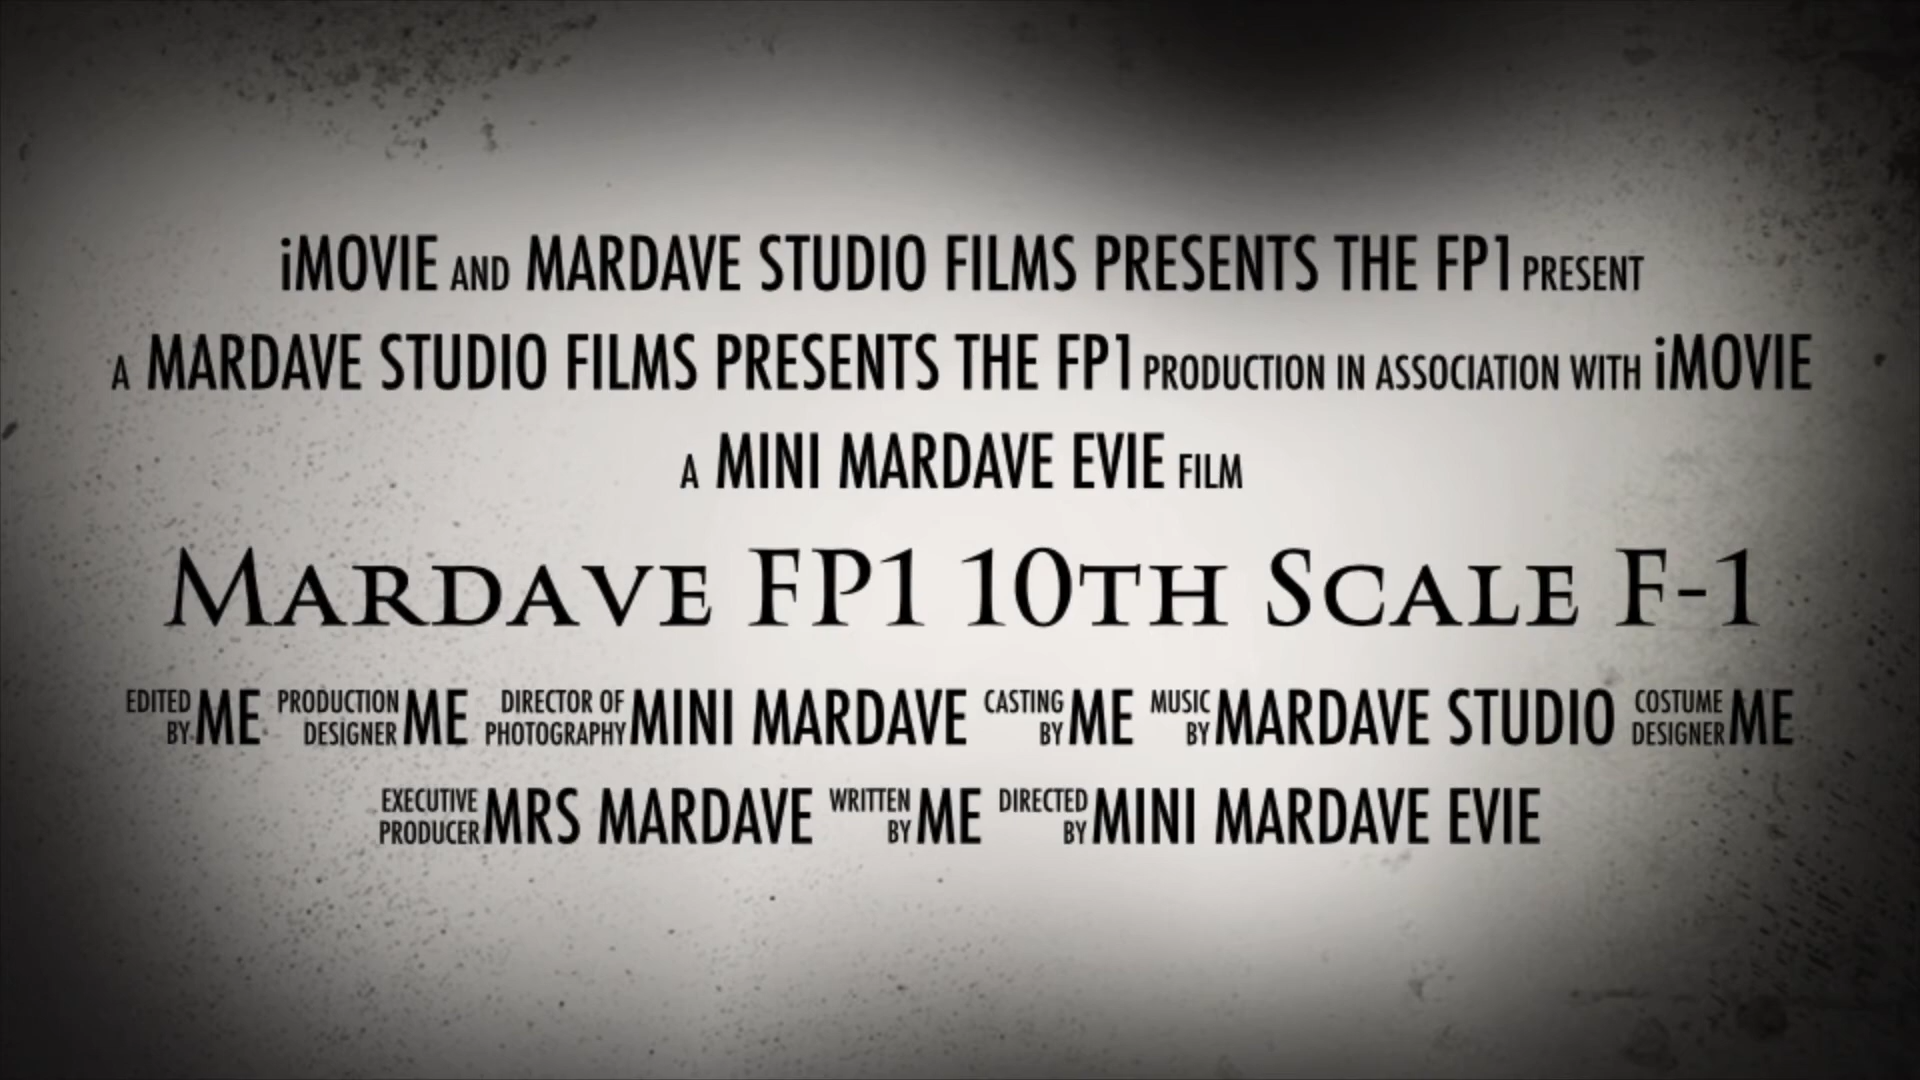 iMOVIE AND MARDAVE STUDIO FILMS PRESENTS THE FP1 PRESENT
A MARDAVE STUDIO FILMS PRESENTS THE FP1 PRODUCTION IN ASSOCIATION WITH iMOVIE
A MINI MARDAVE EVIE FILM
MARDAVE FP1 10TH SCALE F-1
EDITED BY ME PRODUCTION DESIGNER ME DIRECTOR OF PHOTOGRAPHY MINI MARDAVE CASTING BY ME MUSIC BY MARDAVE STUDIO COSTUME DESIGNER ME
EXECUTIVE PRODUCER MRS MARDAVE WRITTEN BY ME DIRECTED BY MINI MARDAVE EVIE